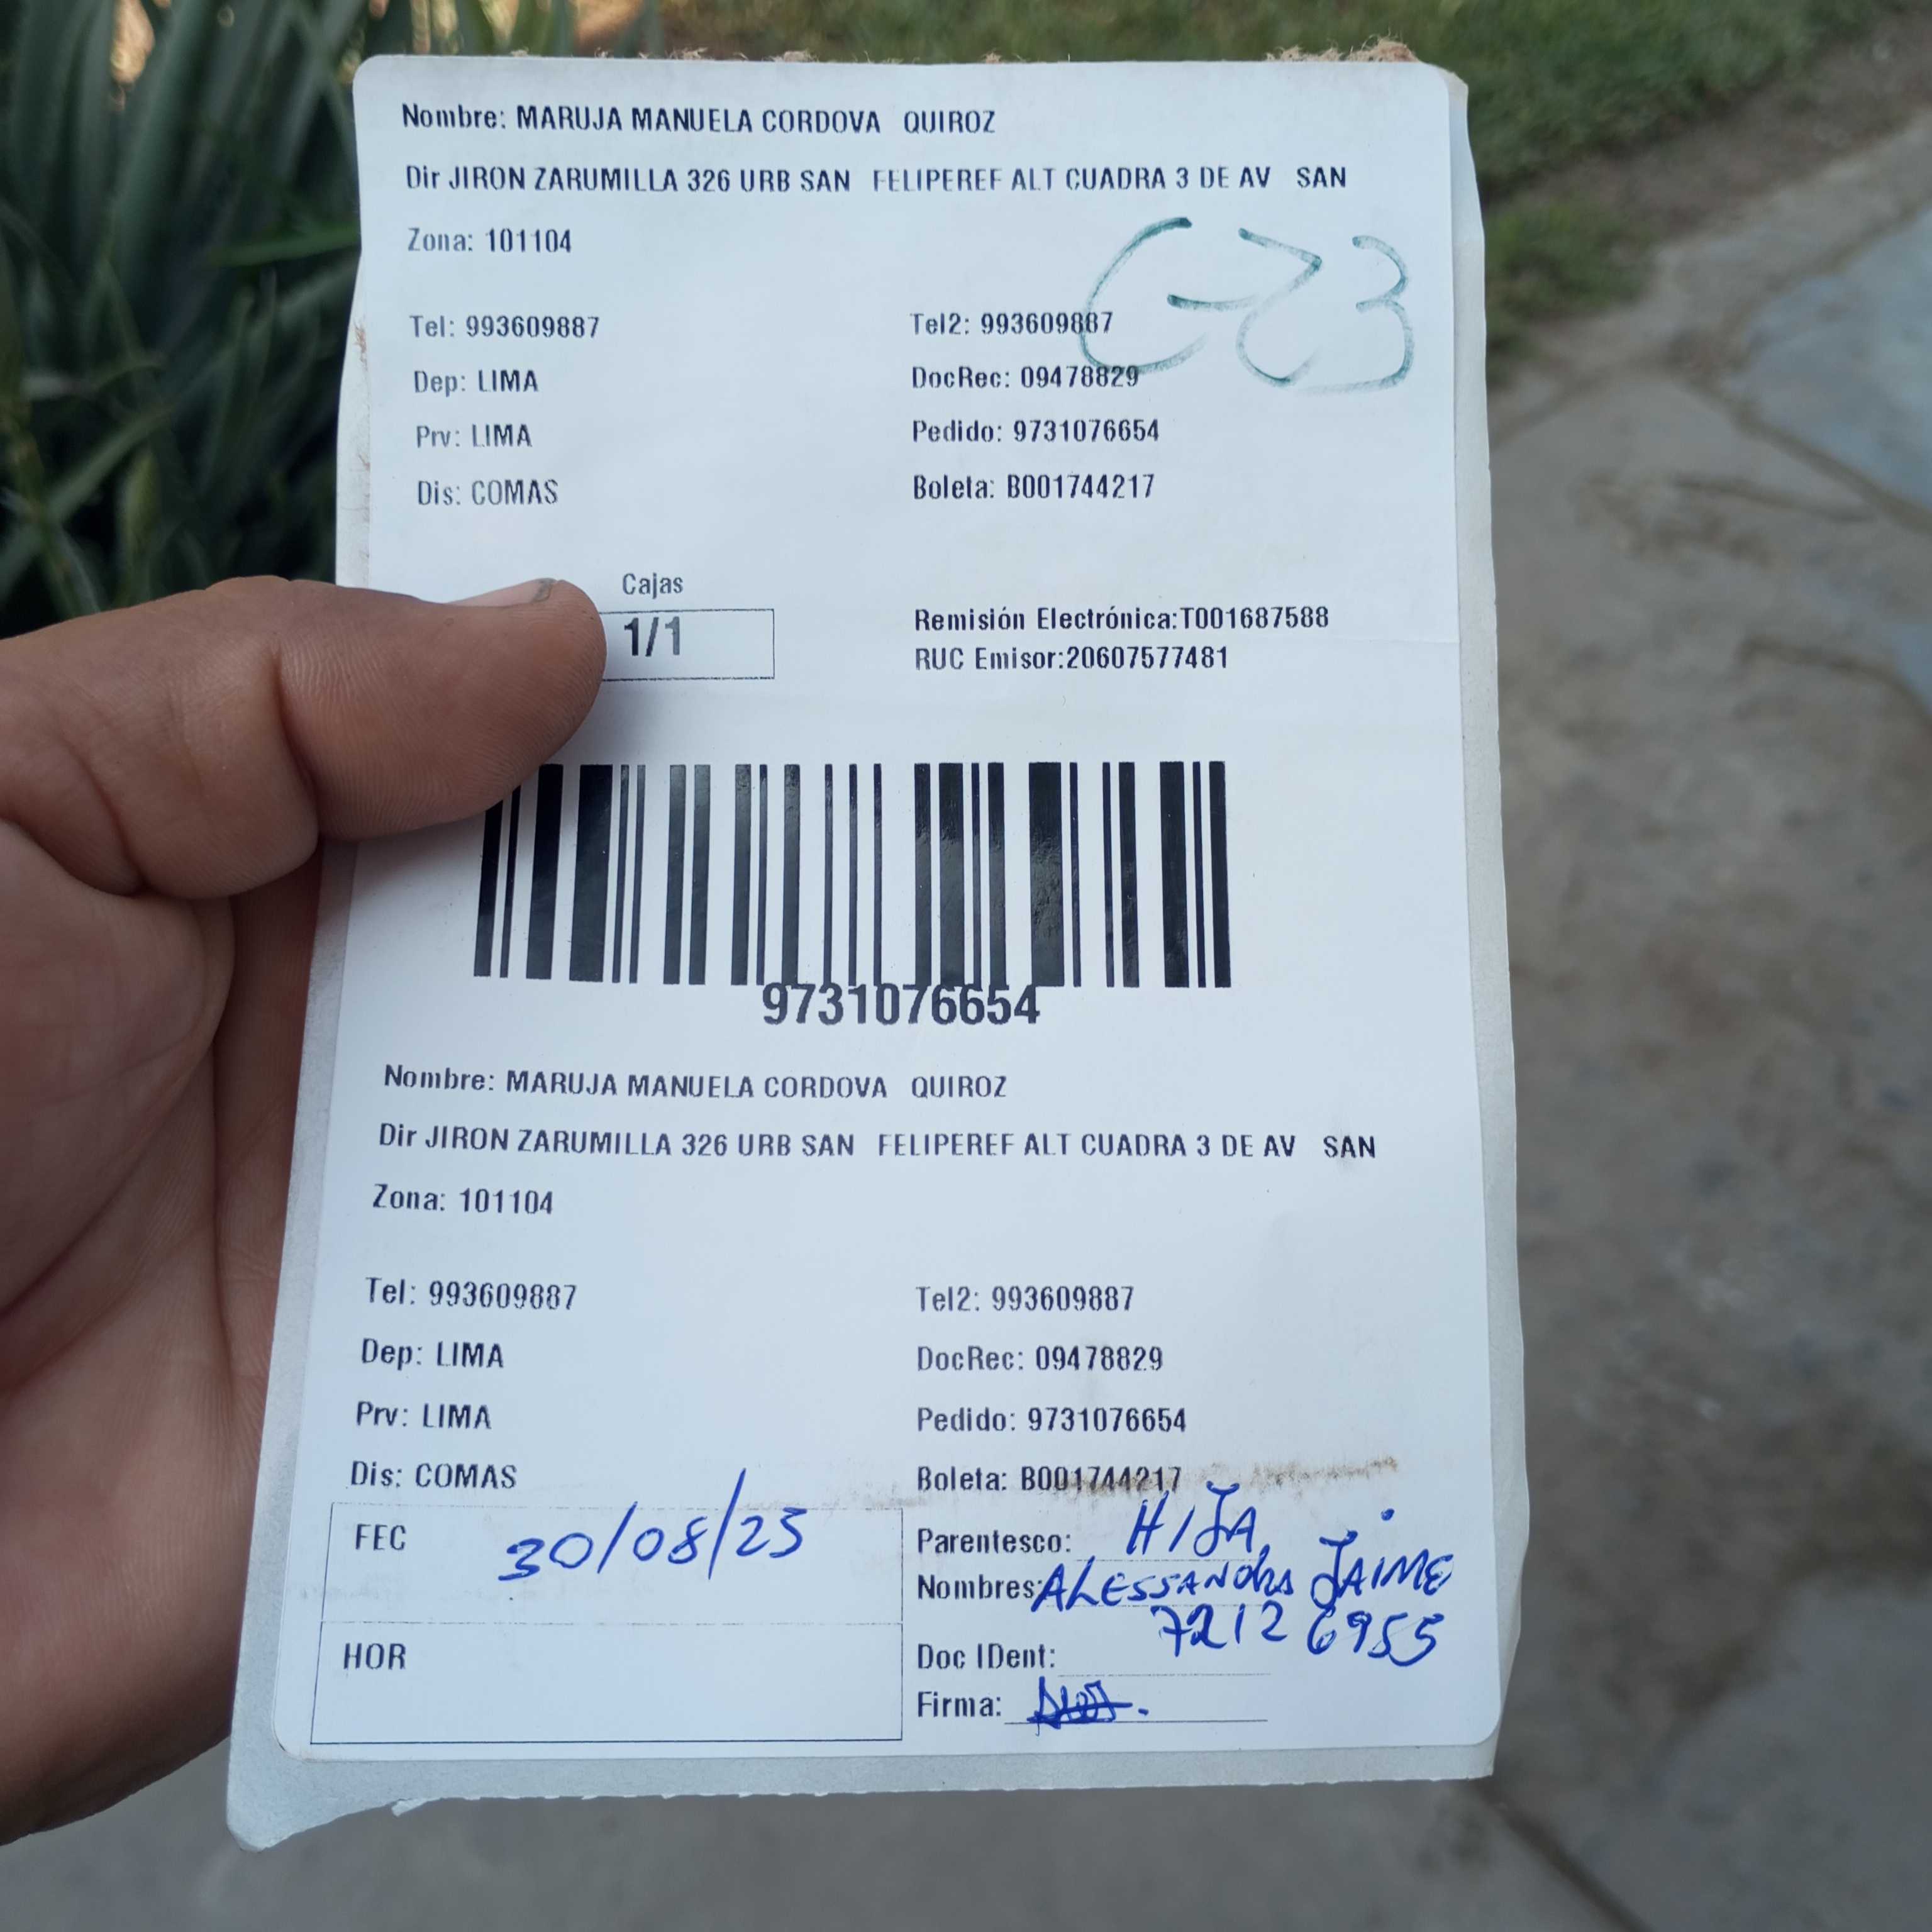 Nombre: MARUJA MANUELA CORDOVA QUIROZ
Dir JIRON ZARUMILLA 326 URB SAN FELIPEREF ALT CUADRA 3 DE AV SAN
Zona: 101104
C-23
Tel: 993609887 Tel2: 993609887
Dep: LIMA DocRec: 09478829
Prv: LIMA Pedido: 9731076654
Dis: COMAS Boleta: B001744217
Cajas
1/1
Remisión Electrónica:T001687588
RUC Emisor:20607577481
9731076654
Nombre: MARUJA MANUELA CORDOVA QUIROZ
Dir JIRON ZARUMILLA 326 URB SAN FELIPEREF ALT CUADRA 3 DE AV SAN
Zona: 101104
Tel: 993609887 Tel2: 993609887
Dep: LIMA DocRec: 09478829
Prv: LIMA Pedido: 9731076654
Dis: COMAS Boleta: B001744217
FEC 30/08/25
Parentesco: HIJA
Nombres: ALESSANDRA JAIME
72126955
HOR
Doc IDent:
Firma: